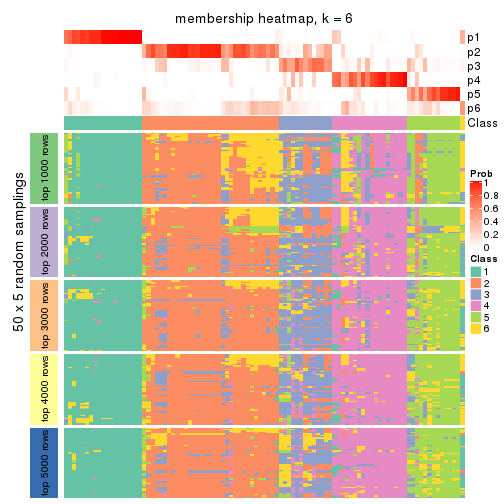 membership heatmap, k = 6
p1
p2
p3
p4
p5
p6
Class
50 x 5 random samplings
top 1000 rows
top 2000 rows
top 3000 rows
top 4000 rows
top 5000 rows
Prob
1
0.8
0.6
0.4
0.2
0
Class
1
2
3
4
5
6